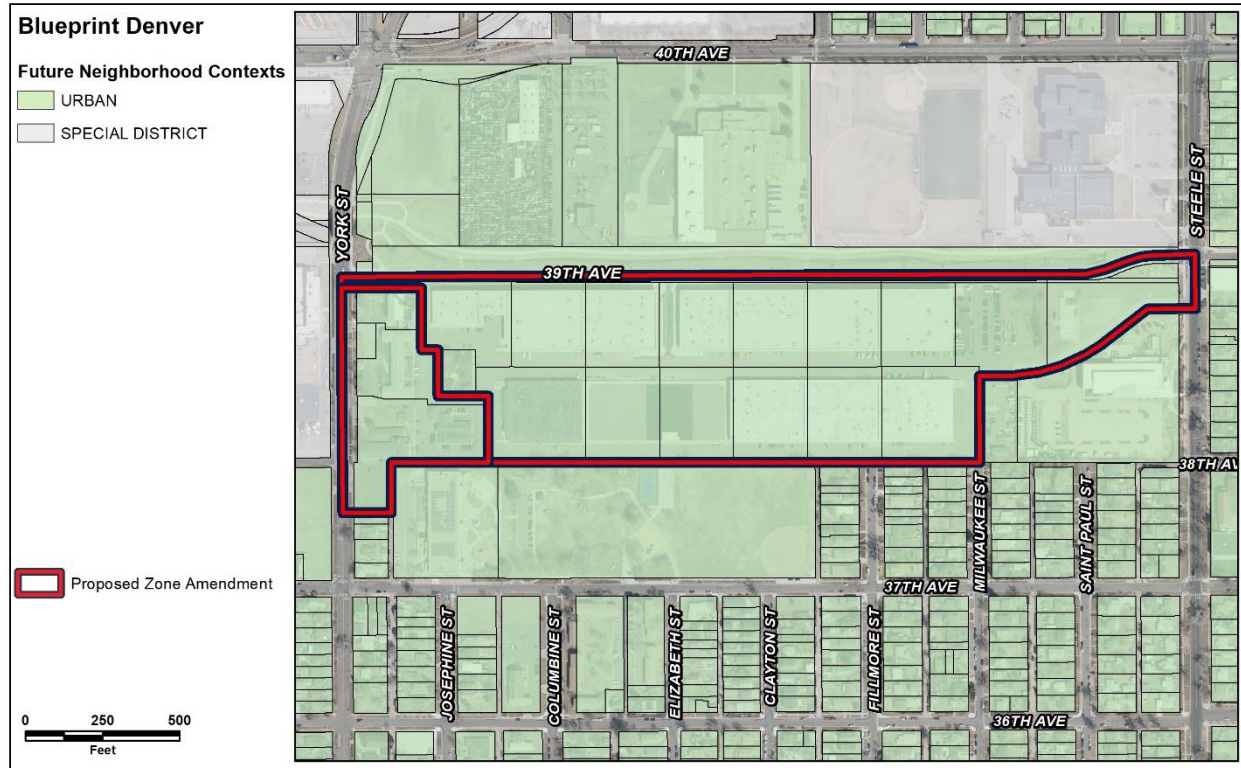 Blueprint Denver
Future Neighborhood Contexts
URBAN
SPECIAL DISTRICT
Proposed Zone Amendment
0 250 500
Feet
40TH AVE
YORK ST
STEELE ST
39TH AVE
38TH AV
MILWAUKEE ST
SAINT PAUL ST
37TH AVE
JOSEPHINE ST
COLUMBINE ST
ELIZABETH ST
CLAYTON ST
FILLMORE ST
36TH AVE